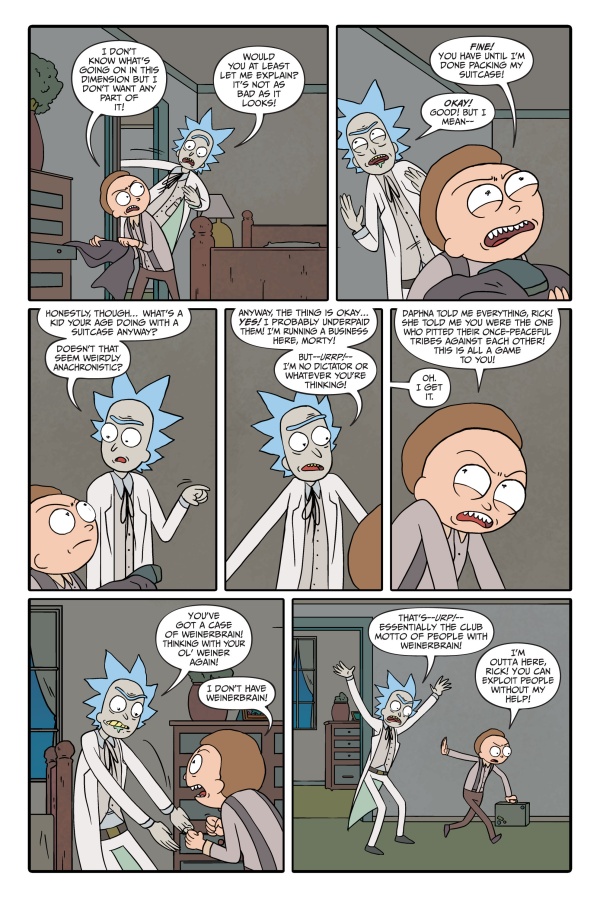 I DON'T
KNOW WHAT'S
GOING ON IN THIS
DIMENSION BUT I
DON'T WANT ANY
PART OF
IT!
WOULD
YOU AT LEAST
LET ME EXPLAIN?
IT'S NOT AS
BAD AS IT
LOOKS!
FINE!
YOU HAVE UNTIL I'M
DONE PACKING MY
SUITCASE!
OKAY!
GOOD! BUT I
MEAN--
HONESTLY, THOUGH... WHAT'S A
KID YOUR AGE DOING WITH A
SUITCASE ANYWAY?
DOESN'T THAT
SEEM WEIRDLY
ANACHRONISTIC?
ANYWAY, THE THING IS OKAY...
YES! I PROBABLY UNDERPAID
THEM! I'M RUNNING A BUSINESS
HERE, MORTY!
BUT--URRP!--
I'M NO DICTATOR OR
WHATEVER YOU'RE
THINKING!
DAPHNA TOLD ME EVERYTHING, RICK!
SHE TOLD ME YOU WERE THE ONE
WHO PITTED THEIR ONCE-PEACEFUL
TRIBES AGAINST EACH OTHER!
THIS IS ALL A GAME
TO YOU!
OH.
I GET
IT.
YOU'VE
GOT A CASE
OF WEINERBRAIN!
THINKING WITH YOUR
OL' WEINER
AGAIN!
I DON'T HAVE
WEINERBRAIN!
THAT'S--URP!--
ESSENTIALLY THE CLUB
MOTTO OF PEOPLE WITH
WEINERBRAIN!
I'M
OUTTA HERE,
RICK! YOU CAN
EXPLOIT PEOPLE
WITHOUT MY
HELP!